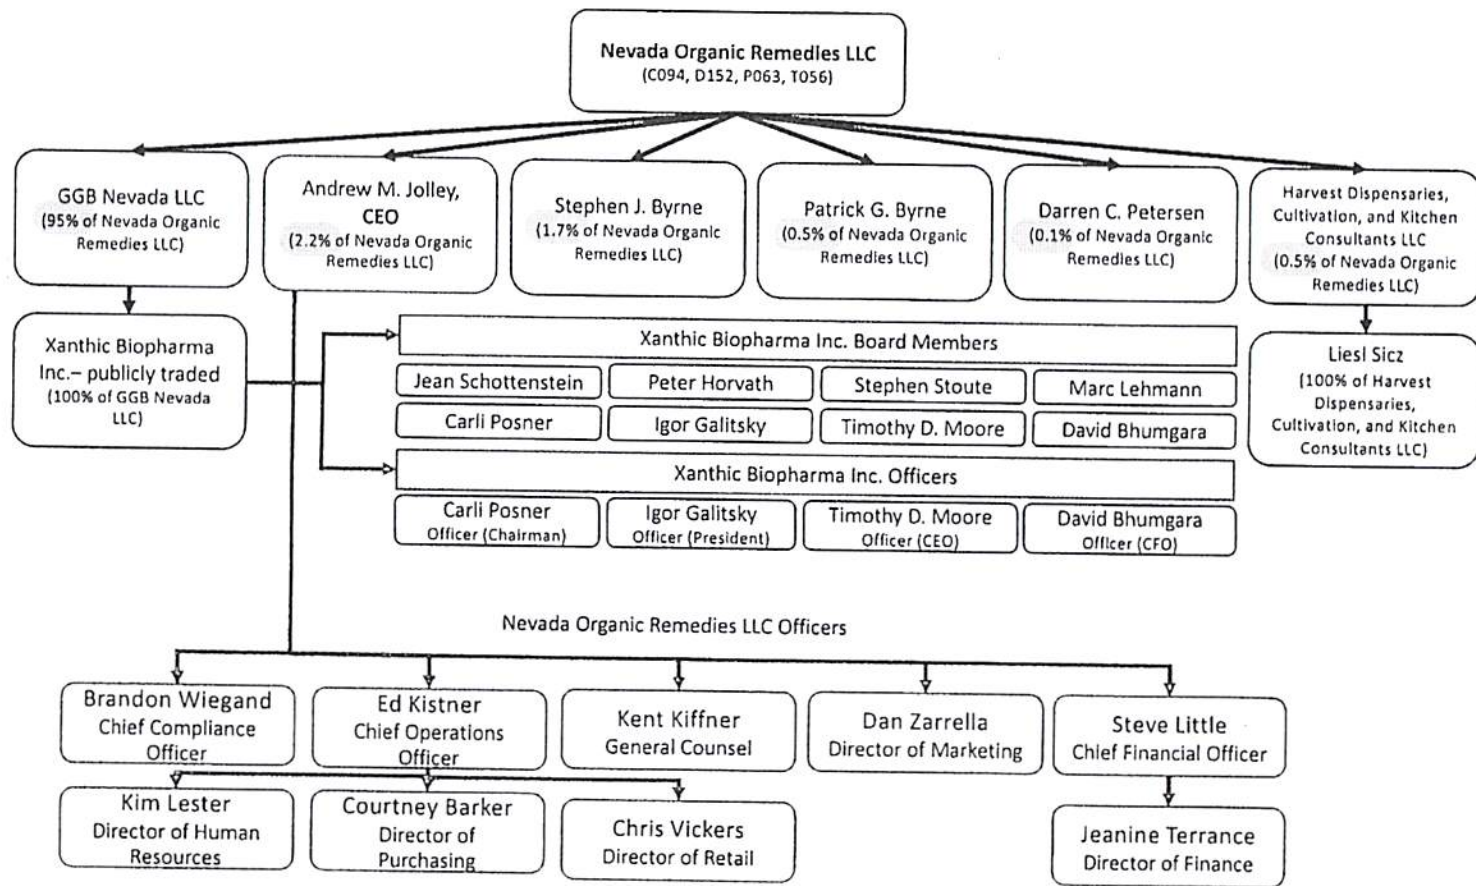 Nevada Organic Remedies LLC
(C094, D152, P063, T056)
GGB Nevada LLC
(95% of Nevada Organic
Remedies LLC)
Andrew M. Jolley,
CEO
(2.2% of Nevada Organic
Remedies LLC)
Stephen J. Byrne
(1.7% of Nevada Organic
Remedies LLC)
Patrick G. Byrne
(0.5% of Nevada Organic
Remedies LLC)
Darren C. Petersen
(0.1% of Nevada Organic
Remedies LLC)
Harvest Dispensaries,
Cultivation, and Kitchen
Consultants LLC
(0.5% of Nevada Organic
Remedies LLC)
Xanthic Biopharma
Inc.– publicly traded
(100% of GGB Nevada
LLC)
Xanthic Biopharma Inc. Board Members
Jean Schottenstein
Peter Horvath
Stephen Stoute
Marc Lehmann
Carli Posner
Igor Galitsky
Timothy D. Moore
David Bhumgara
Xanthic Biopharma Inc. Officers
Carli Posner
Officer (Chairman)
Igor Galitsky
Officer (President)
Timothy D. Moore
Officer (CEO)
David Bhumgara
Officer (CFO)
Liesl Sicz
(100% of Harvest
Dispensaries,
Cultivation, and Kitchen
Consultants LLC)
Nevada Organic Remedies LLC Officers
Brandon Wiegand
Chief Compliance
Officer
Ed Kistner
Chief Operations
Officer
Kent Kiffner
General Counsel
Dan Zarrella
Director of Marketing
Steve Little
Chief Financial Officer
Kim Lester
Director of Human
Resources
Courtney Barker
Director of
Purchasing
Chris Vickers
Director of Retail
Jeanine Terrance
Director of Finance